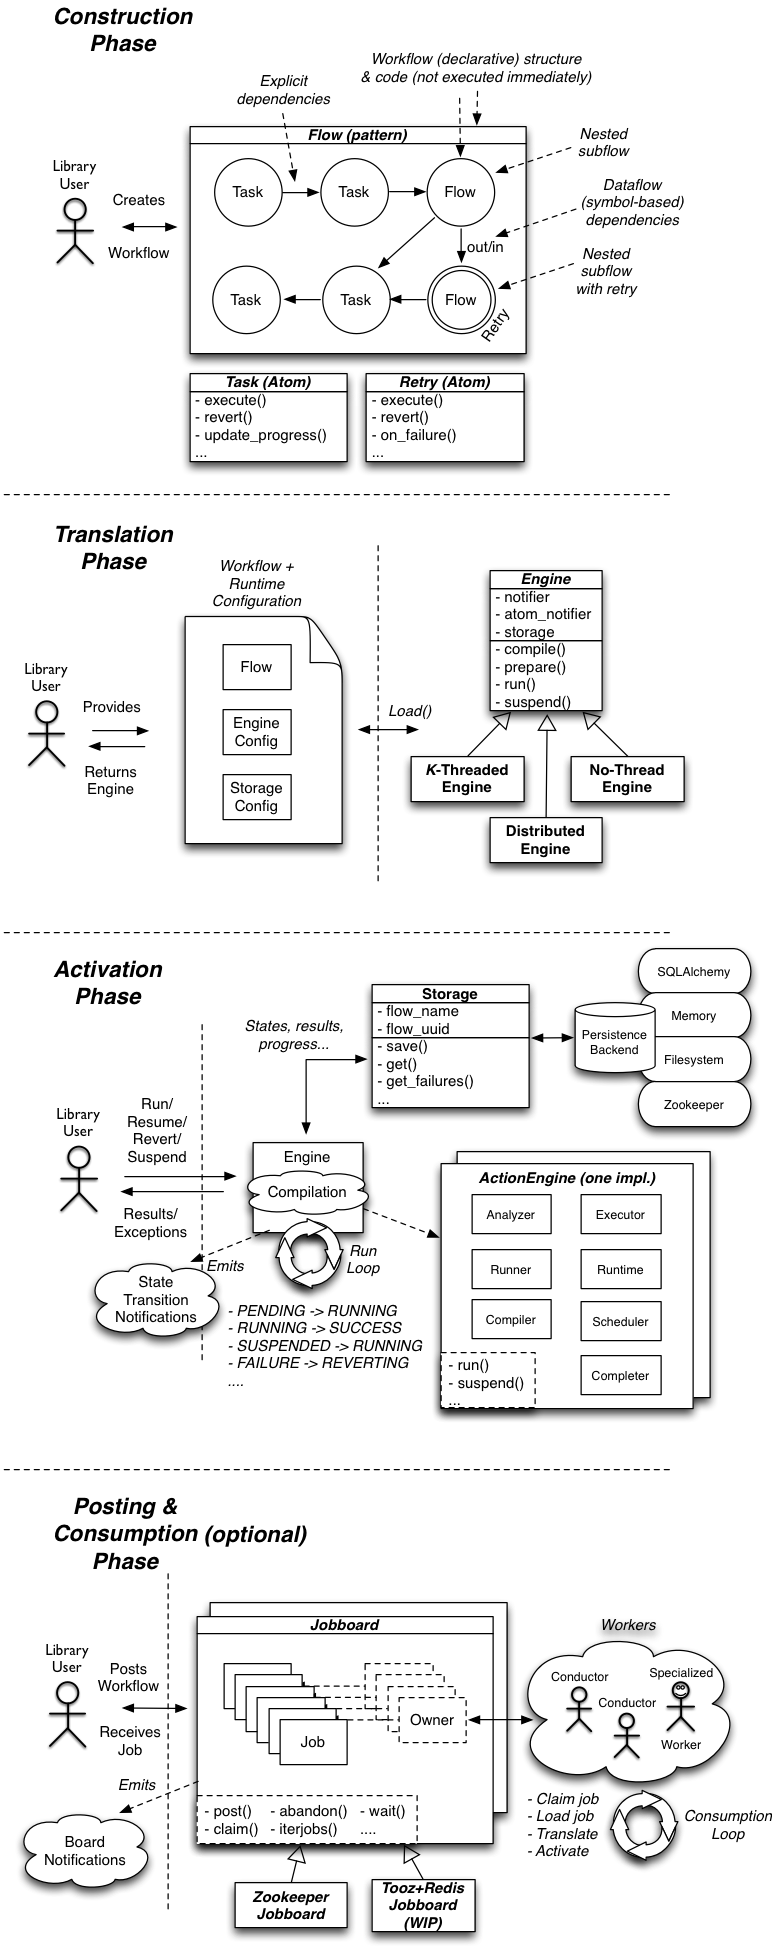 Construction
Phase
Workflow (declarative) structure
& code (not executed immediately)
Explicit
dependencies
Flow (pattern)
Nested
subflow
Library
User
Task
Task
Flow
Creates
Workflow
Dataflow
(symbol-based)
dependencies
out/in
Nested
subflow
with retry
Task
Task
Flow
Retry
Task (Atom)
- execute()
- revert()
- update_progress()
...
Retry (Atom)
- execute()
- revert()
- on_failure()
...
Translation
Phase
Workflow +
Runtime
Configuration
Library
User
Provides
Returns
Engine
Flow
Engine
Config
Storage
Config
Load()
Engine
- notifier
- atom_notifier
- storage
- compile()
- prepare()
- run()
- suspend()
K-Threaded
Engine
No-Thread
Engine
Distributed
Engine
Activation
Phase
States, results,
progress...
Storage
- flow_name
- flow_uuid
- save()
- get()
- get_failures()
...
Persistence
Backend
SQLAlchemy
Memory
Filesystem
Zookeeper
Library
User
Run/
Resume/
Revert/
Suspend
Results/
Exceptions
Engine
Compilation
Run
Loop
Emits
State
Transition
Notifications
- PENDING -> RUNNING
- RUNNING -> SUCCESS
- SUSPENDED -> RUNNING
- FAILURE -> REVERTING
....
ActionEngine (one impl.)
Analyzer
Executor
Runner
Runtime
Compiler
Scheduler
Completer
- run()
- suspend()
...
Posting &
Consumption (optional)
Phase
Library
User
Posts
Workflow
Receives
Job
Emits
Board
Notifications
Jobboard
Job
Owner
- post() - abandon() - wait()
- claim() - iterjobs() ....
Zookeeper
Jobboard
Tooz+Redis
Jobboard
(WIP)
Workers
Conductor
Conductor
Specialized
Worker
- Claim job
- Load job
- Translate
- Activate
Consumption
Loop